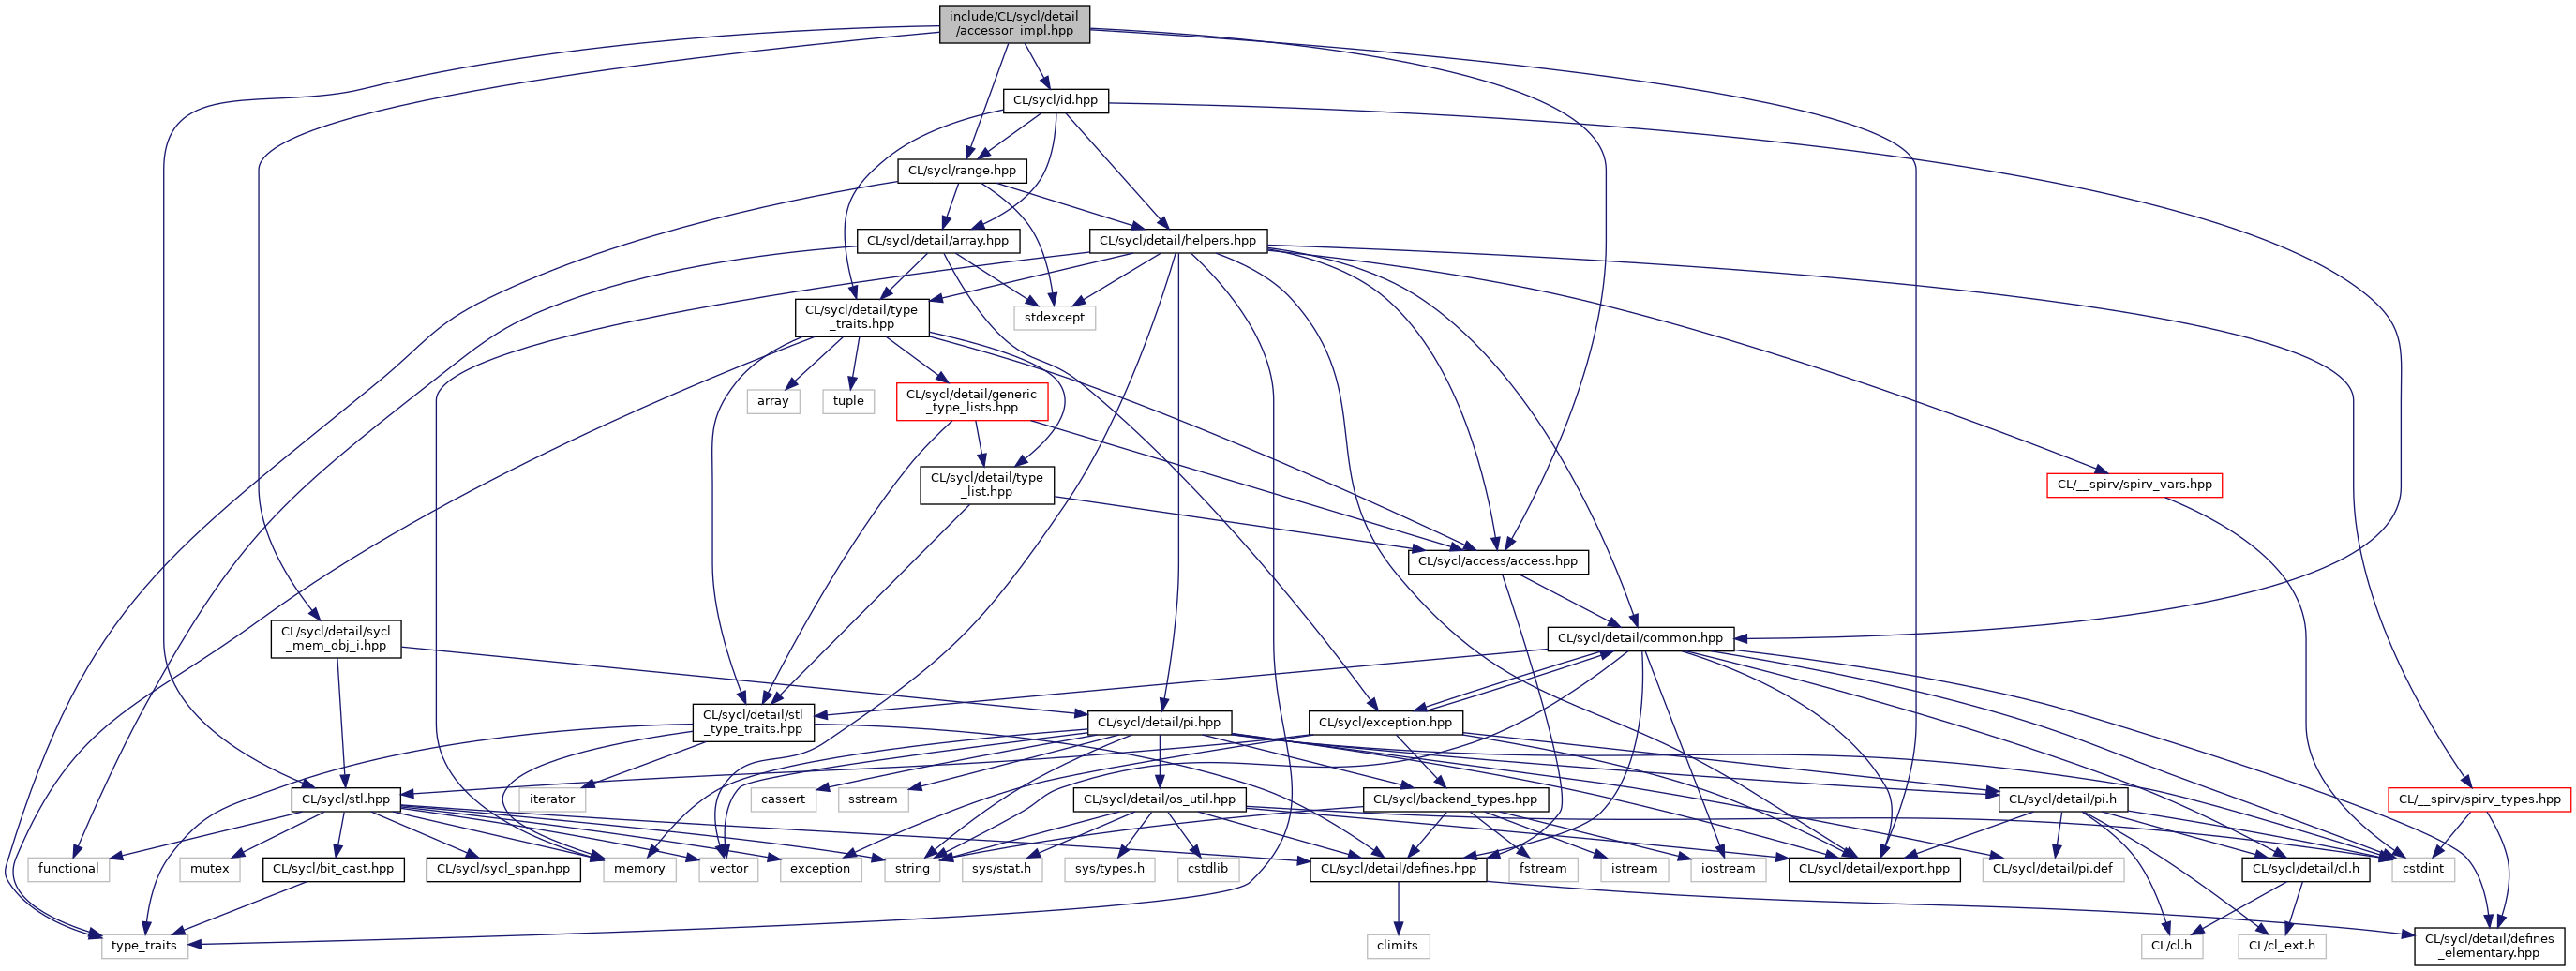 include/CL/sycl/detail
/accessor_impl.hpp
CL/sycl/id.hpp
CL/sycl/range.hpp
CL/sycl/detail/array.hpp
CL/sycl/detail/helpers.hpp
CL/sycl/detail/type
_traits.hpp
stdexcept
array
tuple
CL/sycl/detail/generic
_type_lists.hpp
CL/sycl/detail/type
_list.hpp
CL/__spirv/spirv_vars.hpp
CL/sycl/access/access.hpp
CL/sycl/detail/sycl
_mem_obj_i.hpp
CL/sycl/detail/common.hpp
CL/sycl/detail/stl
_type_traits.hpp
CL/sycl/detail/pi.hpp
CL/sycl/exception.hpp
CL/sycl/stl.hpp
iterator
cassert
sstream
CL/sycl/detail/os_util.hpp
CL/sycl/backend_types.hpp
CL/sycl/detail/pi.h
CL/__spirv/spirv_types.hpp
functional
mutex
CL/sycl/bit_cast.hpp
CL/sycl/sycl_span.hpp
memory
vector
exception
string
sys/stat.h
sys/types.h
cstdlib
CL/sycl/detail/defines.hpp
fstream
istream
iostream
CL/sycl/detail/export.hpp
CL/sycl/detail/pi.def
CL/sycl/detail/cl.h
cstdint
type_traits
climits
CL/cl.h
CL/cl_ext.h
CL/sycl/detail/defines
_elementary.hpp